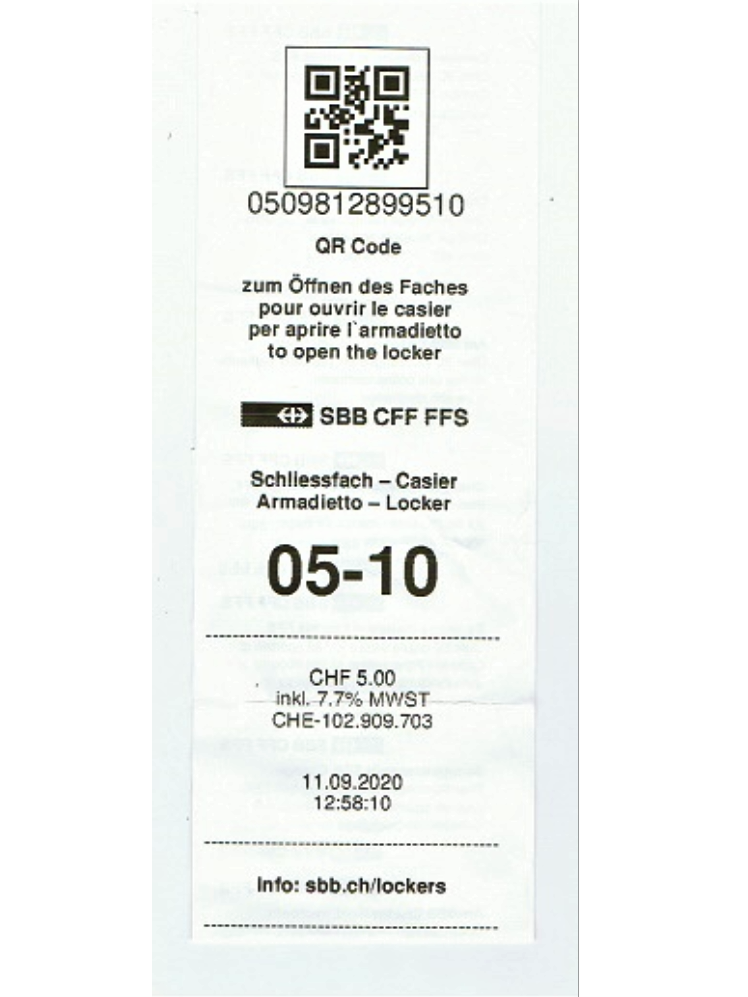 0509812899510
QR Code
zum Öffnen des Faches
pour ouvrir le casier
per aprire l`armadietto
to open the locker
SBB CFF FFS
Schliessfach – Casier
Armadietto – Locker
05-10
CHF 5.00
inkl. 7.7% MWST
CHE-102.909.703
11.09.2020
12:58:10
Info: sbb.ch/lockers